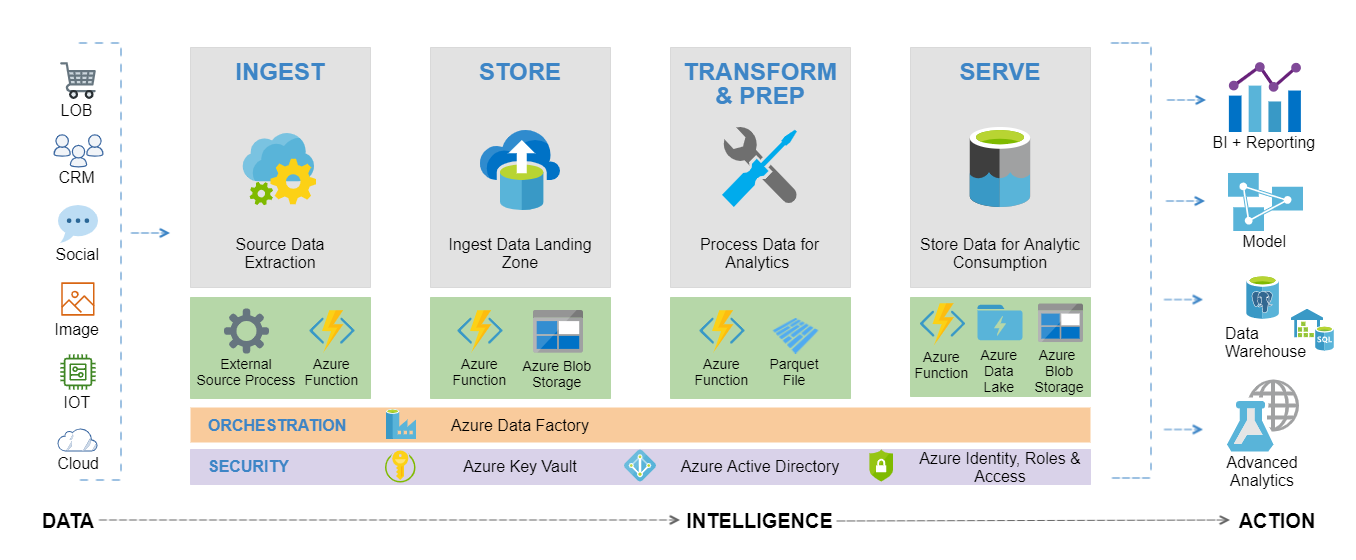 LOB
CRM
Social
Image
IOT
Cloud
INGEST
Source Data
Extraction
External
Source Process
Azure
Function
STORE
Ingest Data Landing
Zone
Azure
Function
Azure Blob
Storage
TRANSFORM
& PREP
Process Data for
Analytics
Azure
Function
Parquet
File
SERVE
Store Data for Analytic
Consumption
Azure
Function
Azure
Data
Lake
Azure
Blob
Storage
ORCHESTRATION
Azure Data Factory
SECURITY
Azure Key Vault
Azure Active Directory
Azure Identity, Roles &
Access
BI + Reporting
Model
Data
Warehouse
SQL
Advanced
Analytics
DATA
INTELLIGENCE
ACTION